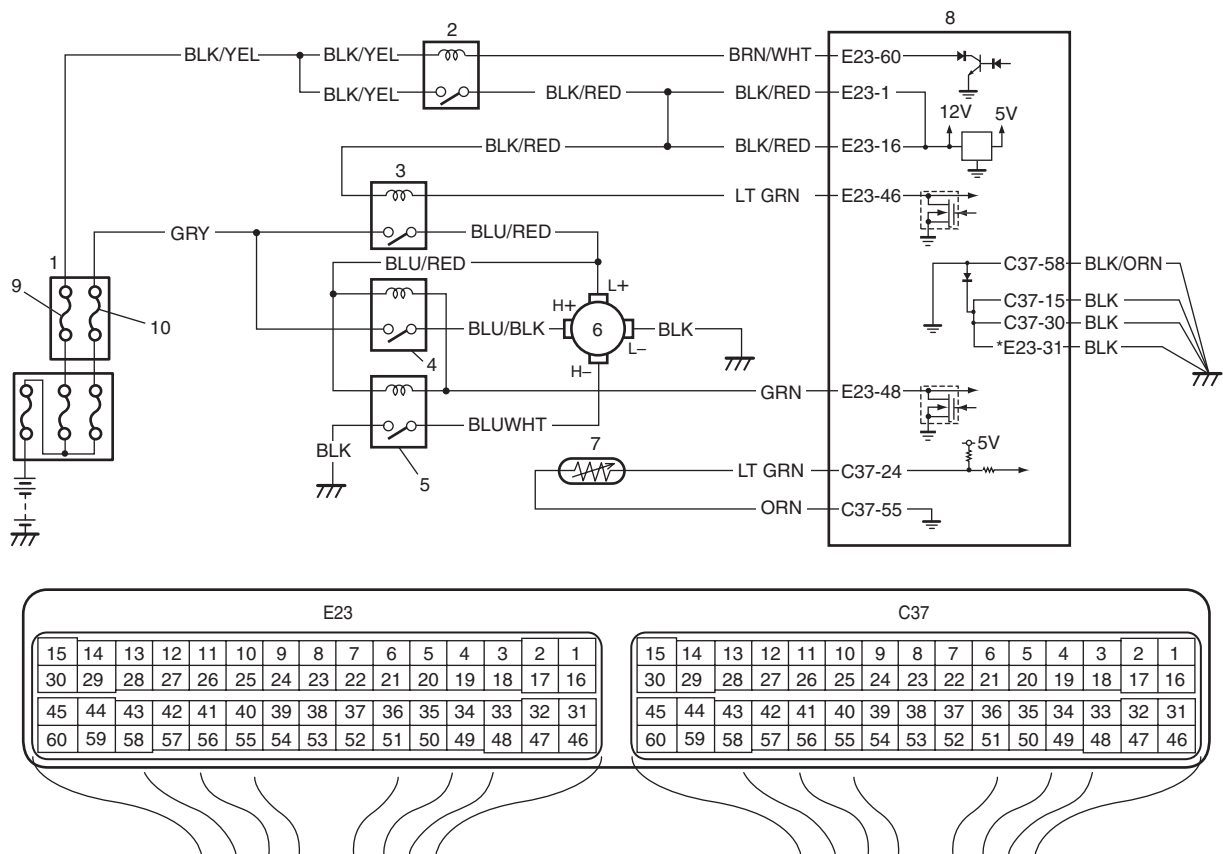 8
2
BLK/YEL BLK/YEL BRN/WHT E23-60
BLK/YEL BLK/RED BLK/RED E23-1
12V 5V
BLK/RED BLK/RED E23-16
3
LT GRN E23-46
GRY BLU/RED
1 BLU/RED C37-58 BLK/ORN
9 L+
H+ C37-15 BLK
10 BLU/BLK 6 BLK C37-30 BLK
L– *E23-31 BLK
4 H–
GRN E23-48
BLUWHT
BLK 7 5V
5 LT GRN C37-24
ORN C37-55
E23 C37
15 14 13 12 11 10 9 8 7 6 5 4 3 2 1 15 14 13 12 11 10 9 8 7 6 5 4 3 2 1
30 29 28 27 26 25 24 23 22 21 20 19 18 17 16 30 29 28 27 26 25 24 23 22 21 20 19 18 17 16
45 44 43 42 41 40 39 38 37 36 35 34 33 32 31 45 44 43 42 41 40 39 38 37 36 35 34 33 32 31
60 59 58 57 56 55 54 53 52 51 50 49 48 47 46 60 59 58 57 56 55 54 53 52 51 50 49 48 47 46